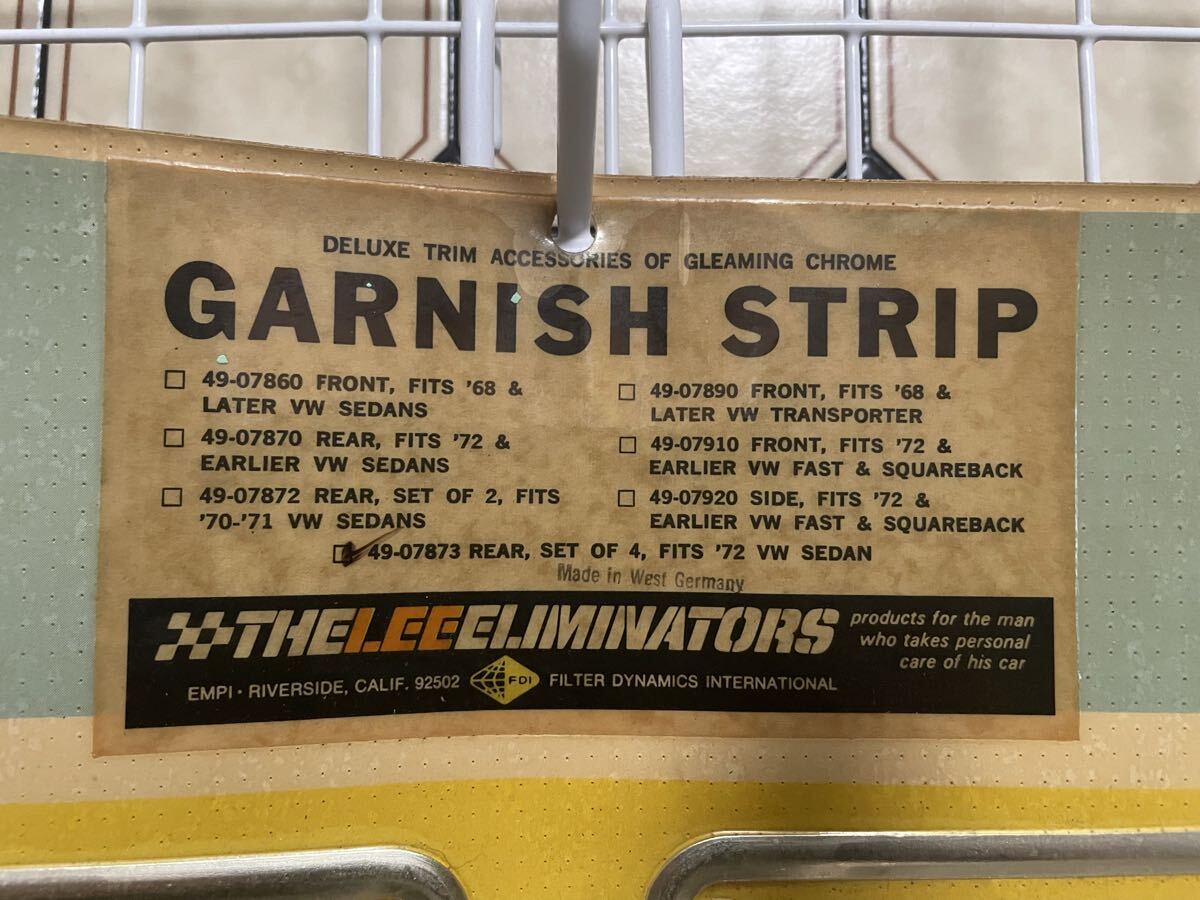 DELUXE TRIM ACCESSORIES OF GLEAMING CHROME
GARNISH STRIP
49-07860 FRONT, FITS '68 &
LATER VW SEDANS
49-07870 REAR, FITS '72 &
EARLIER VW SEDANS
49-07872 REAR, SET OF 2, FITS
'70-'71 VW SEDANS
49-07890 FRONT, FITS '68 &
LATER VW TRANSPORTER
49-07910 FRONT, FITS '72 &
EARLIER VW FAST & SQUAREBACK
49-07920 SIDE, FITS '72 &
EARLIER VW FAST & SQUAREBACK
49-07873 REAR, SET OF 4, FITS '72 VW SEDAN
Made in West Germany
THE LEE ELIMINATORS
products for the man
who takes personal
care of his car
EMPI • RIVERSIDE, CALIF. 92502 FDI FILTER DYNAMICS INTERNATIONAL